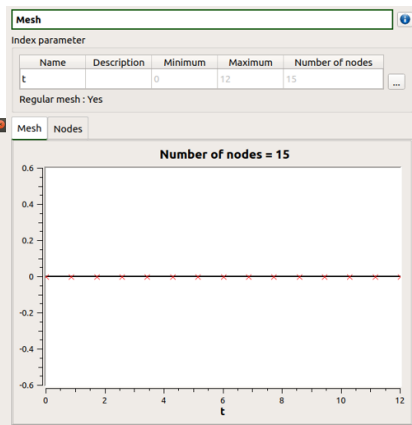 Mesh
Index parameter
Name Description Minimum Maximum Number of nodes
t 0 12 15
...
Regular mesh : Yes
Mesh Nodes
Number of nodes = 15
0.6
0.4
0.2
0
-0.2
-0.4
-0.6
0 2 4 6 8 10 12
t